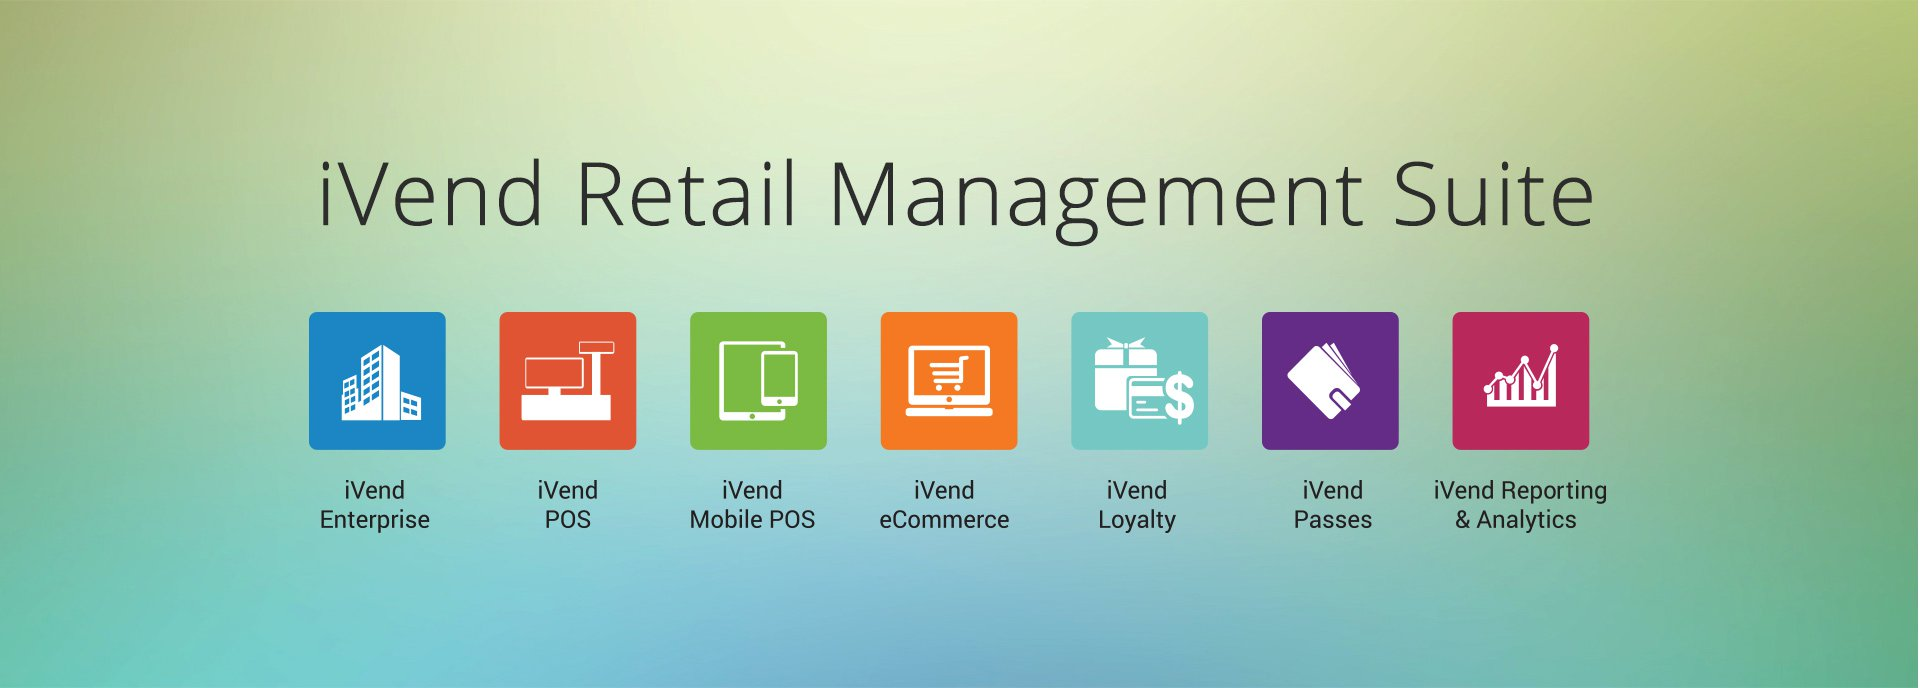 iVend Retail Management Suite
iVend
Enterprise
iVend
POS
iVend
Mobile POS
iVend
eCommerce
iVend
Loyalty
iVend
Passes
iVend Reporting
& Analytics
$